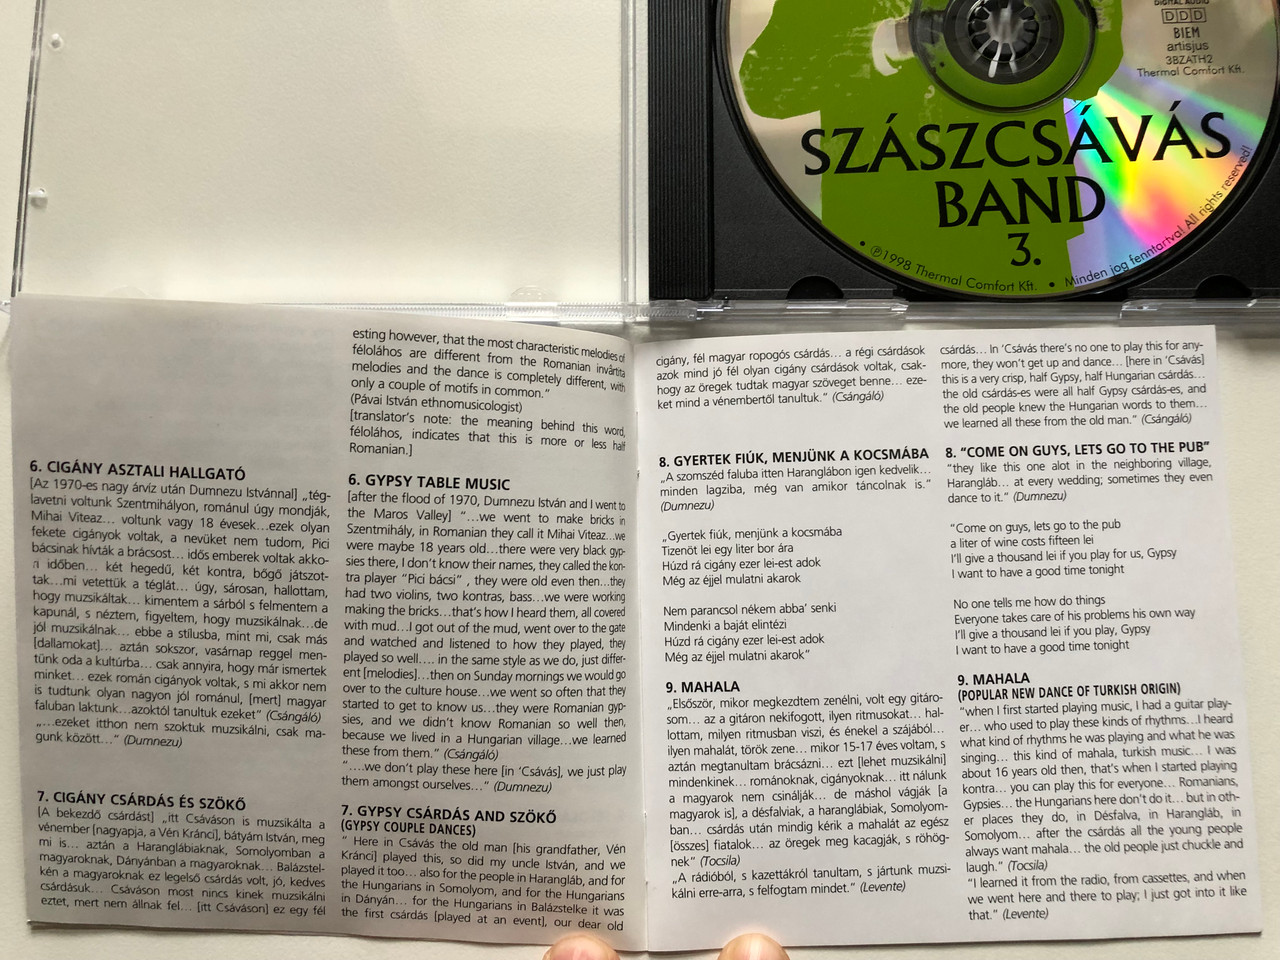 DIGITAL AUDIO
DDD
BIEM
artisjus
3BZATH2
Thermal Comfort Kft.
SZÁSZCSÁVÁS
BAND
3.
• ℗1998 Thermal Comfort Kft. • Minden jog fenntartva! All rights reserved!
6. CIGÁNY ASZTALI HALLGATÓ
[Az 1970-es nagy árvíz után Dumnezu Istvánnal] „tég-
lavetni voltunk Szentmihályon, románul úgy mondják,
Mihai Viteaz... voltunk vagy 18 évesek...ezek olyan
fekete cigányok voltak, a nevüket nem tudom, Pici
bácsinak hívták a brácsost... idős emberek voltak akko-
időben... két hegedű, két kontra, bőgő játszot-
tak...mi vetettük a téglát... úgy, sárosan, hallottam,
hogy muzsikáltak... kimentem a sárból s felmentem a
kapunál, s néztem, figyeltem, hogy muzsikálnak...de
jól muzsikálnak... ebbe a stílusba, mint mi, csak más
[dallamokat]... aztán sokszor, vasárnap reggel men-
tünk oda a kultúrba... csak annyira, hogy már ismertek
minket... ezek román cigányok voltak, s mi akkor nem
is tudtunk olyan nagyon jól románul, [mert] magyar
faluban laktunk...azoktól tanultuk ezeket” (Csángáló)
„...ezeket itthon nem szoktuk muzsikálni, csak ma-
gunk között...” (Dumnezu)
7. CIGÁNY CSÁRDÁS ÉS SZÖKŐ
[A bekezdő csárdást] „itt Csáváson is muzsikálta a
vénember [nagyapja, a Vén Kránci], bátyám István, meg
mi is... aztán a Haranglábiaknak, Somolyomban a
magyaroknak, Dányánban a magyaroknak... Balázstel-
kén a magyaroknak ez legelső csárdás volt, jó, kedves
csárdásuk... Csáváson most nincs kinek muzsikálni
eztet, mert nem állnak fel... [itt Csáváson] ez egy fél
esting however, that the most characteristic melodies of
féloláhos are different from the Romanian invârtita
melodies and the dance is completely different, with
only a couple of motifs in common.”
(Pávai István ethnomusicologist)
[translator's note: the meaning behind this word,
féloláhos, indicates that this is more or less half
Romanian.]
6. GYPSY TABLE MUSIC
[after the flood of 1970, Dumnezu István and I went to
the Maros Valley] “...we went to make bricks in
Szentmihály, in Romanian they call it Mihai Viteaz...we
were maybe 18 years old...there were very black gyp-
sies there, I don't know their names, they called the kon-
tra player “Pici bácsi” , they were old even then...they
had two violins, two kontras, bass...we were working
making the bricks...that's how I heard them, all covered
with mud...I got out of the mud, went over to the gate
and watched and listened to how they played, they
played so well.... in the same style as we do, just differ-
ent [melodies]...then on Sunday mornings we would go
over to the culture house...we went so often that they
started to get to know us...they were Romanian gyp-
sies, and we didn't know Romanian so well then,
because we lived in a Hungarian village...we learned
these from them.” (Csángáló)
“....we don't play these here [in 'Csávás], we just play
them amongst ourselves...” (Dumnezu)
7. GYPSY CSÁRDÁS AND SZÖKŐ
(GYPSY COUPLE DANCES)
“ Here in Csávás the old man [his grandfather, Vén
Kránci] played this, so did my uncle István, and we
played it too... also for the people in Harangláb, and for
the Hungarians in Somolyom, and for the Hungarians
in Dányán... for the Hungarians in Balázstelke it was
the first csárdás [played at an event], our dear old
cigány, fél magyar ropogós csárdás... a régi csárdások
azok mind jó fél olyan cigány csárdások voltak, csak-
hogy az öregek tudtak magyar szöveget benne... eze-
ket mind a vénembertől tanultuk.” (Csángáló)
8. GYERTEK FIÚK, MENJÜNK A KOCSMÁBA
„A szomszéd faluba itten Haranglábon igen kedvelik...
minden lagziba, még van amikor táncolnak is.”
(Dumnezu)
„Gyertek fiúk, menjünk a kocsmába
Tizenöt lei egy liter bor ára
Húzd rá cigány ezer lei-est adok
Még az éjjel mulatni akarok
Nem parancsol nékem abba' senki
Mindenki a baját elintézi
Húzd rá cigány ezer lei-est adok
Még az éjjel mulatni akarok”
9. MAHALA
„Elsőször, mikor megkezdtem zenélni, volt egy gitáro-
som... az a gitáron nekifogott, ilyen ritmusokat... hal-
lottam, milyen ritmusban viszi, és énekel a szájából...
ilyen mahalát, török zene... mikor 15-17 éves voltam, s
aztán megtanultam brácsázni... ezt [lehet muzsikálni]
mindenkinek... románoknak, cigányoknak... itt nálunk
a magyarok nem csinálják... de máshol vágják [a
magyarok is], a désfalviak, a haranglábiak, Somolyom-
ban... csárdás után mindig kérik a mahalát az egész
[összes] fiatalok... az öregek meg kacagják, s röhög-
nek” (Tocsila)
„A rádióból, s kazettákról tanultam, s jártunk muzsi-
kálni erre-arra, s felfogtam mindet.” (Levente)
csárdás... In 'Csávás there's no one to play this for any-
more, they won't get up and dance... [here in 'Csávás]
this is a very crisp, half Gypsy, half Hungarian csárdás...
the old csárdás-es were all half Gypsy csárdás-es, and
the old people knew the Hungarian words to them...
we learned all these from the old man.” (Csángáló)
8. “COME ON GUYS, LETS GO TO THE PUB”
“they like this one alot in the neighboring village,
Harangláb... at every wedding; sometimes they even
dance to it.” (Dumnezu)
“Come on guys, lets go to the pub
a liter of wine costs fifteen lei
I'll give a thousand lei if you play for us, Gypsy
I want to have a good time tonight
No one tells me how do things
Everyone takes care of his problems his own way
I'll give a thousand lei if you play, Gypsy
I want to have a good time tonight
9. MAHALA
(POPULAR NEW DANCE OF TURKISH ORIGIN)
“when I first started playing music, I had a guitar play-
er... who used to play these kinds of rhythms...I heard
what kind of rhythms he was playing and what he was
singing... this kind of mahala, turkish music... I was
about 16 years old then, that's when I started playing
kontra... you can play this for everyone... Romanians,
Gypsies... the Hungarians here don't do it... but in oth-
er places they do, in Désfalva, in Harangláb, in
Somolyom... after the csárdás all the young people
always want mahala... the old people just chuckle and
laugh.” (Tocsila)
“I learned it from the radio, from cassettes, and when
we went here and there to play; I just got into it like
that.” (Levente)